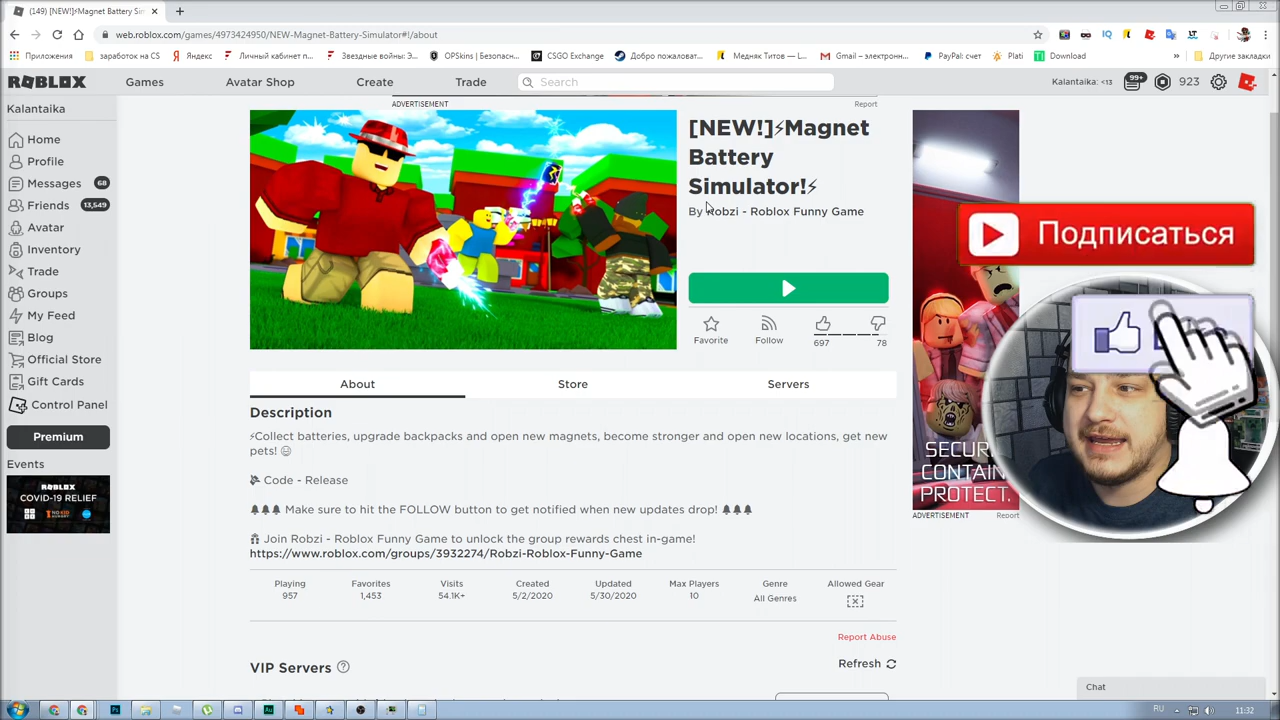 (149) [NEW!]⚡Magnet Battery Sim
web.roblox.com/games/4973424950/NEW-Magnet-Battery-Simulator#!/about
Приложения
заработок на CS
Яндекс
Личный кабинет п...
Звездные войны: Э...
OPSkins | Безопасн...
CSGO Exchange
Добро пожаловат...
Медняк Титов — L...
Gmail – электронн...
PayPal: счет
Plati
Download
Другие закладки
ROBLOX
Games
Avatar Shop
Create
Trade
Search
Kalantaika: <13
99+
923
Kalantaika
Home
Profile
Messages 68
Friends 13,549
Avatar
Inventory
Trade
Groups
My Feed
Blog
Official Store
Gift Cards
Control Panel
Premium
Events
ROBLOX
COVID-19 RELIEF
ADVERTISEMENT
Report
[NEW!]⚡Magnet
Battery
Simulator!⚡
By Robzi - Roblox Funny Game
Favorite
Follow
697
78
About
Store
Servers
Description
⚡Collect batteries, upgrade backpacks and open new magnets, become stronger and open new locations, get new
pets! 😃
Code - Release
🔔🔔🔔 Make sure to hit the FOLLOW button to get notified when new updates drop! 🔔🔔🔔
Join Robzi - Roblox Funny Game to unlock the group rewards chest in-game!
https://www.roblox.com/groups/3932274/Robzi-Roblox-Funny-Game
Playing
957
Favorites
1,453
Visits
54.1K+
Created
5/2/2020
Updated
5/30/2020
Max Players
10
Genre
All Genres
Allowed Gear
Report Abuse
VIP Servers
Refresh
Подписаться
SECUR
CONTAIN
PROTECT.
ADVERTISEMENT
Report
Chat
RU
11:32